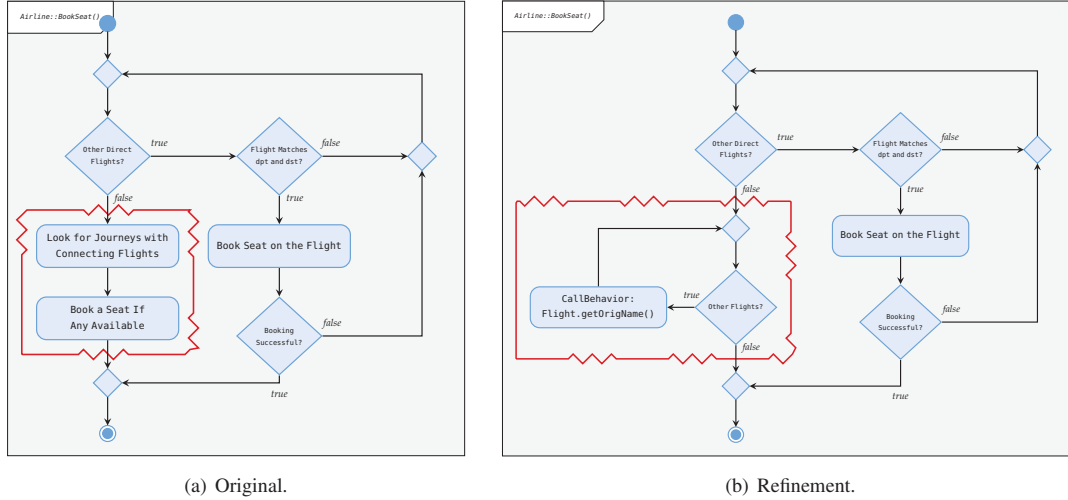 Airline::BookSeat()
Other Direct
Flights?
true
Flight Matches
dpt and dst?
false
false
true
Look for Journeys with
Connecting Flights
Book Seat on the Flight
Book a Seat If
Any Available
Booking
Successful?
false
true
(a) Original.
Airline::BookSeat()
Other Direct
Flights?
true
Flight Matches
dpt and dst?
false
false
true
Book Seat on the Flight
CallBehavior:
Flight.getOrigName()
true
Other Flights?
false
Booking
Successful?
false
true
(b) Refinement.